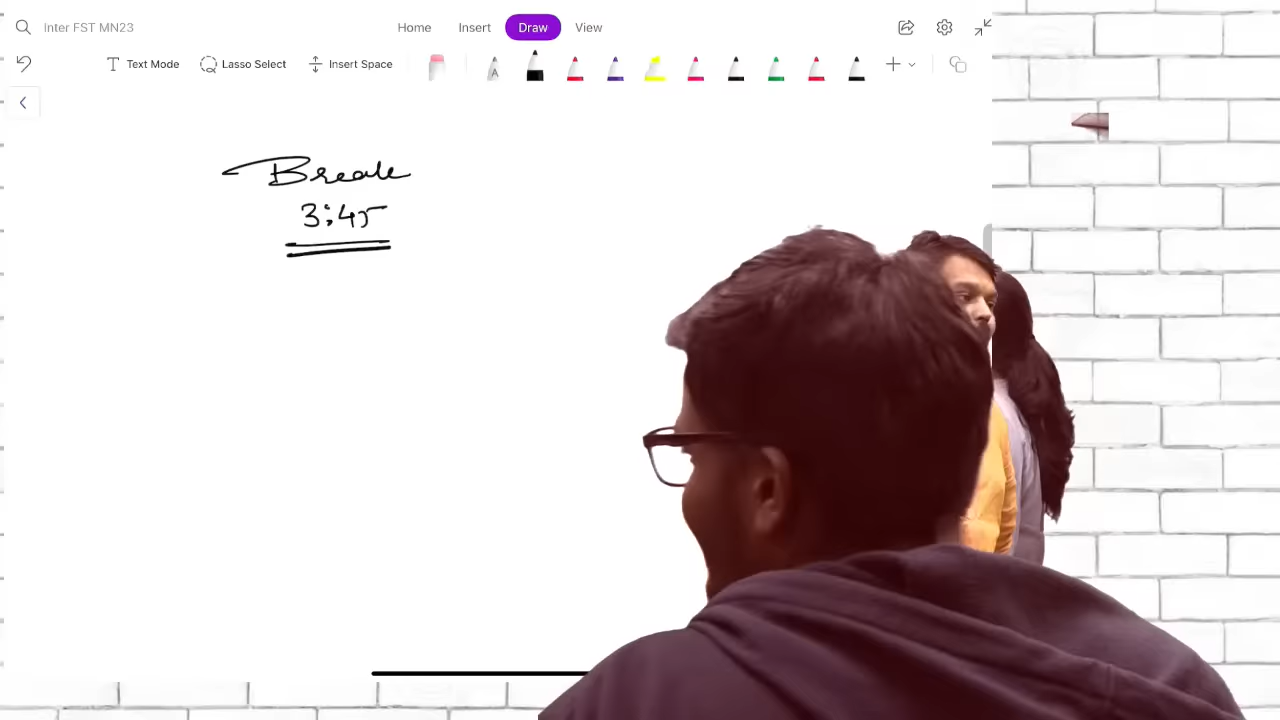 Inter FST MN23
Home Insert Draw View
Text Mode Lasso Select Insert Space
A
Break
3:45